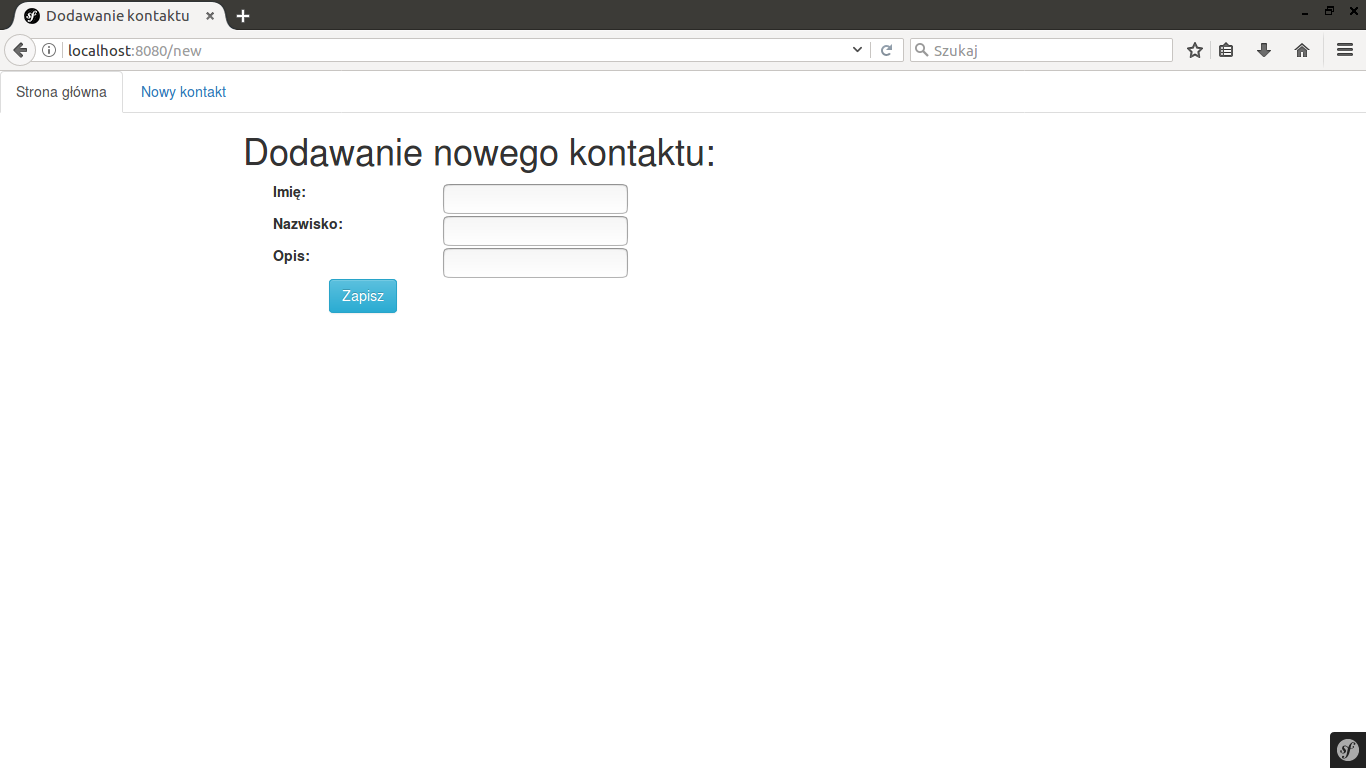 Dodawanie kontaktu
localhost:8080/new
Szukaj
Strona główna Nowy kontakt
Dodawanie nowego kontaktu:
Imię:
Nazwisko:
Opis:
Zapisz